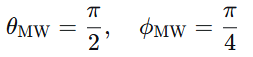 θ_MW = π/2, ϕ_MW = π/4